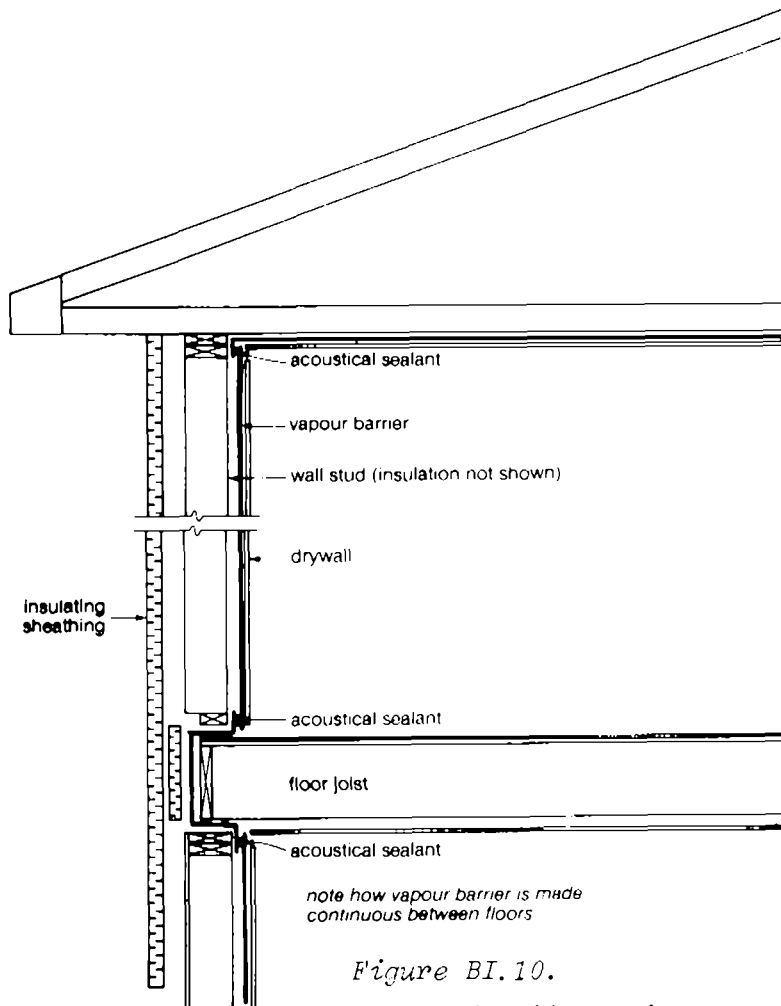 acoustical sealant
vapour barrier
wall stud (insulation not shown)
drywall
insulating
sheathing
acoustical sealant
floor joist
acoustical sealant
note how vapour barrier is made
continuous between floors
Figure BI.10.